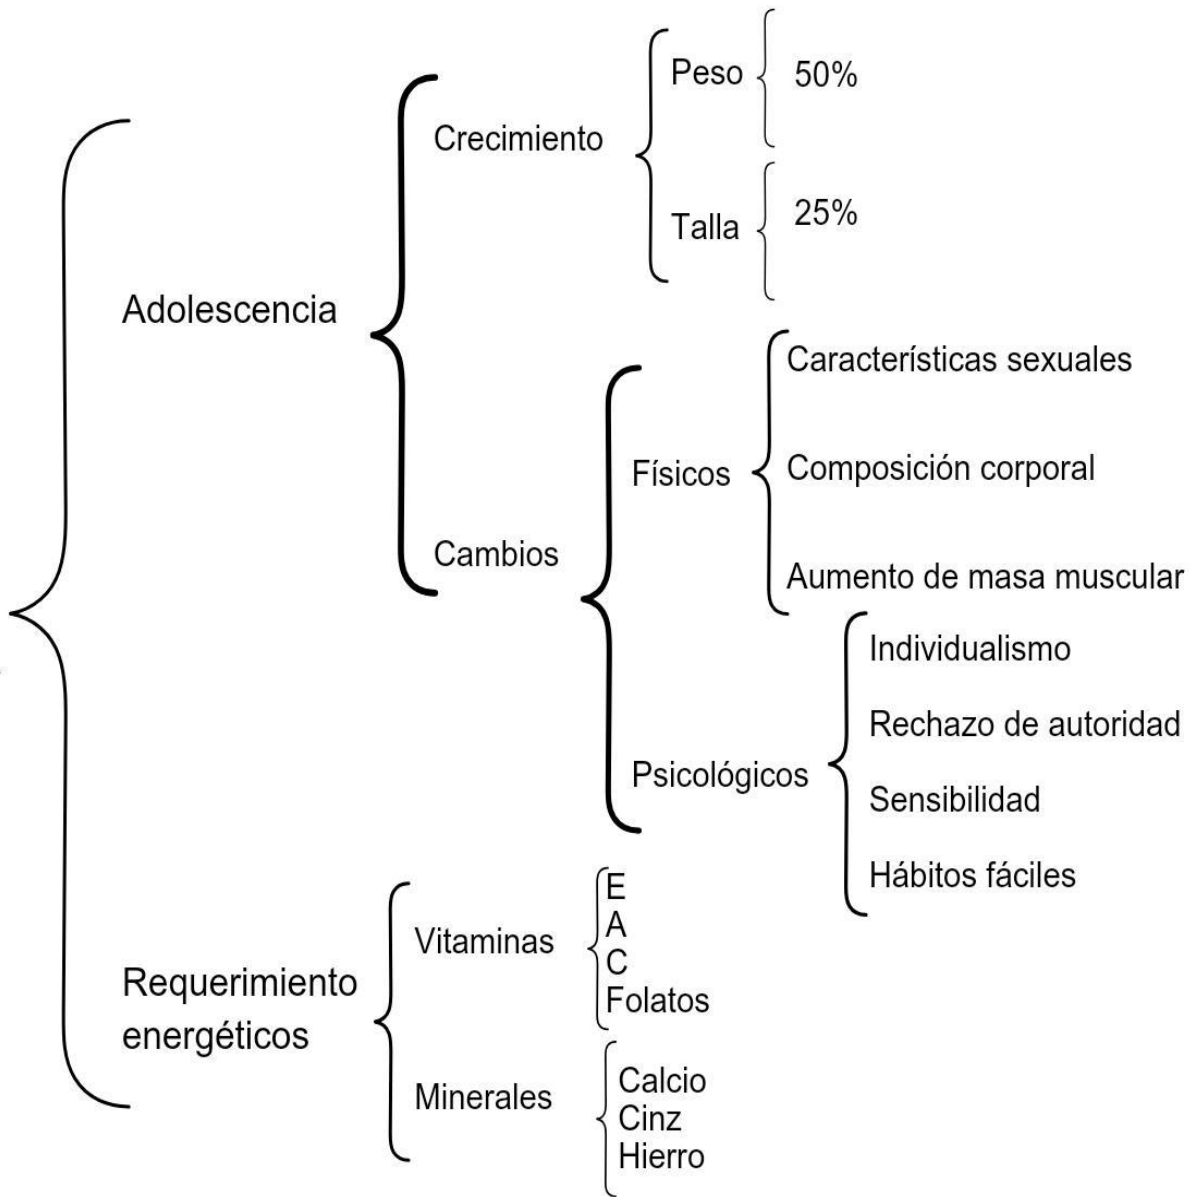 Adolescencia
Crecimiento
Peso
50%
Talla
25%
Cambios
Físicos
Características sexuales
Composición corporal
Aumento de masa muscular
Psicológicos
Individualismo
Rechazo de autoridad
Sensibilidad
Hábitos fáciles
Requerimiento
energéticos
Vitaminas
E
A
C
Folatos
Minerales
Calcio
Cinz
Hierro